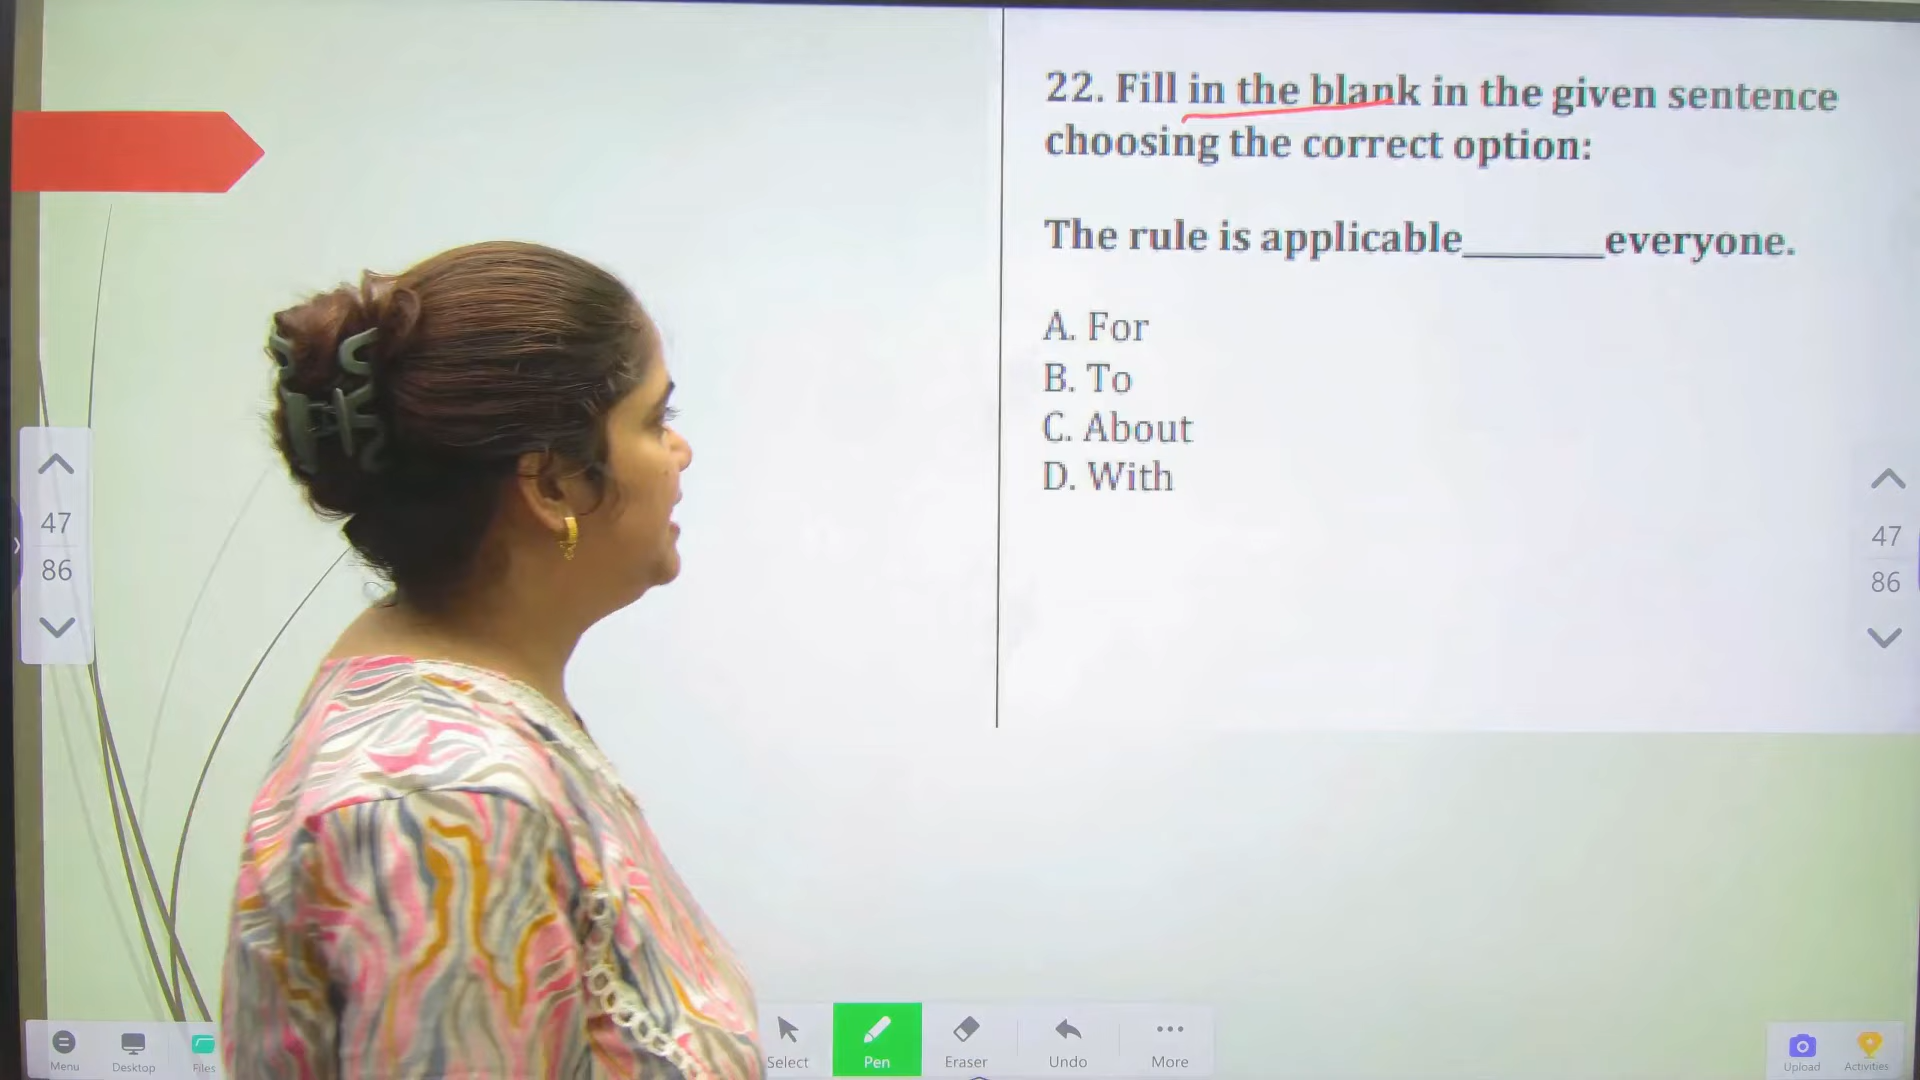 22. Fill in the blank in the given sentence
choosing the correct option:
The rule is applicable______everyone.
A. For
B. To
C. About
D. With
47
86
47
86
Menu
Desktop
Files
Select
Pen
Eraser
Undo
More
Upload
Activities